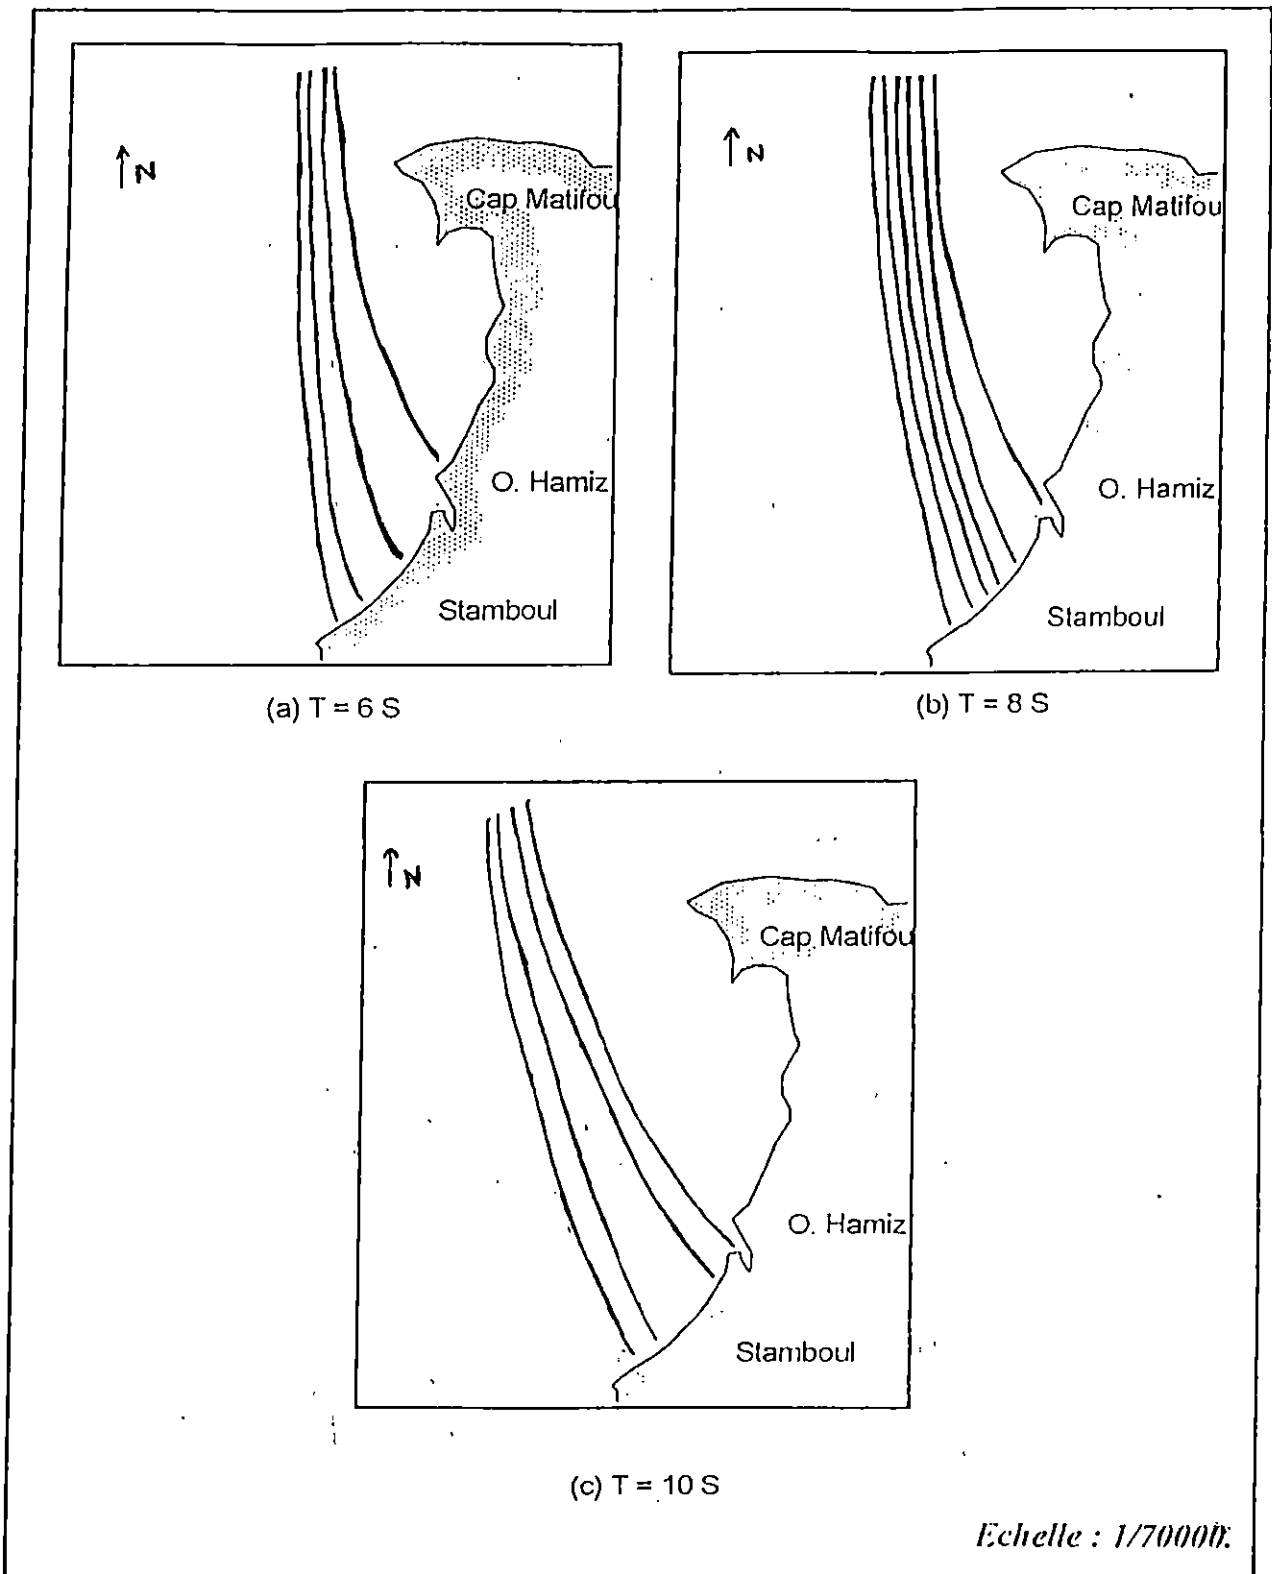 N
Cap Matifou
O. Hamiz
Stamboul
(a) T = 6 S
N
Cap Matifou
O. Hamiz
Stamboul
(b) T = 8 S
N
Cap Matifou
O. Hamiz
Stamboul
(c) T = 10 S
Echelle : 1/70000.